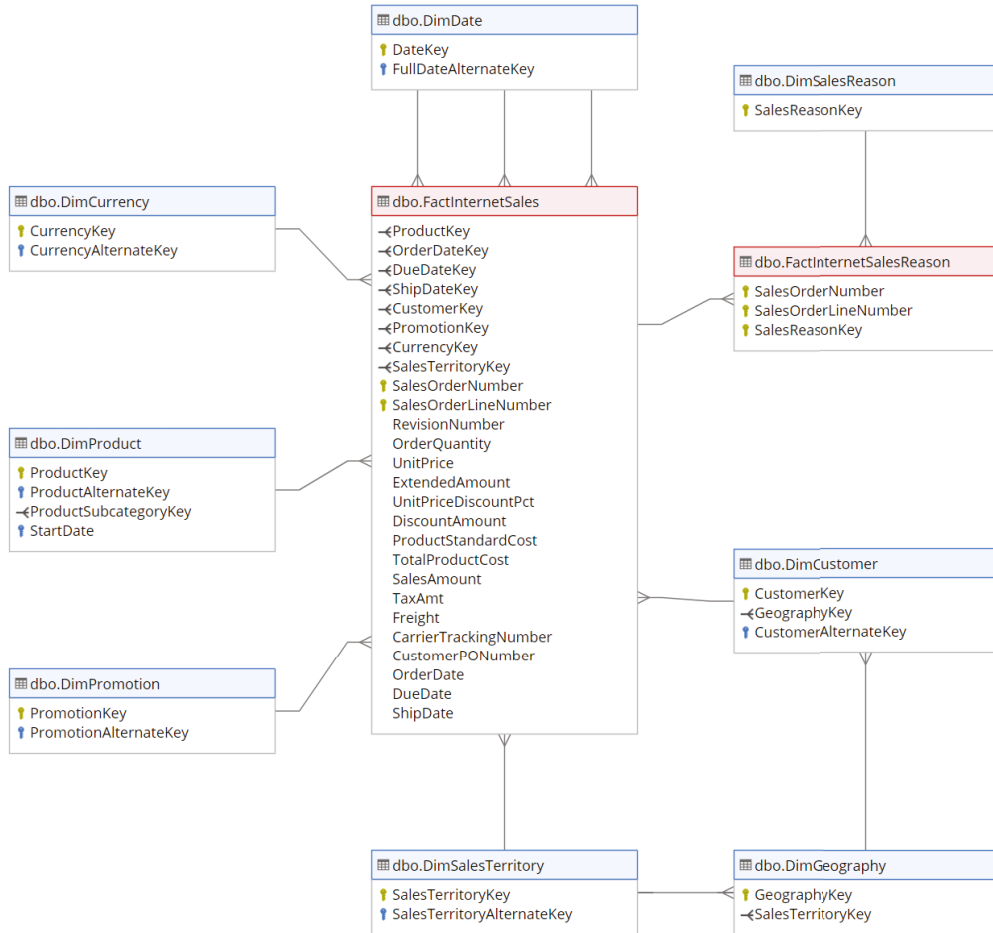 dbo.DimDate
DateKey
FullDateAlternateKey
dbo.DimSalesReason
SalesReasonKey
dbo.DimCurrency
CurrencyKey
CurrencyAlternateKey
dbo.FactInternetSales
ProductKey
OrderDateKey
DueDateKey
ShipDateKey
CustomerKey
PromotionKey
CurrencyKey
SalesTerritoryKey
SalesOrderNumber
SalesOrderLineNumber
RevisionNumber
OrderQuantity
UnitPrice
ExtendedAmount
UnitPriceDiscountPct
DiscountAmount
ProductStandardCost
TotalProductCost
SalesAmount
TaxAmt
Freight
CarrierTrackingNumber
CustomerPONumber
OrderDate
DueDate
ShipDate
dbo.FactInternetSalesReason
SalesOrderNumber
SalesOrderLineNumber
SalesReasonKey
dbo.DimProduct
ProductKey
ProductAlternateKey
ProductSubcategoryKey
StartDate
dbo.DimCustomer
CustomerKey
GeographyKey
CustomerAlternateKey
dbo.DimPromotion
PromotionKey
PromotionAlternateKey
dbo.DimSalesTerritory
SalesTerritoryKey
SalesTerritoryAlternateKey
dbo.DimGeography
GeographyKey
SalesTerritoryKey